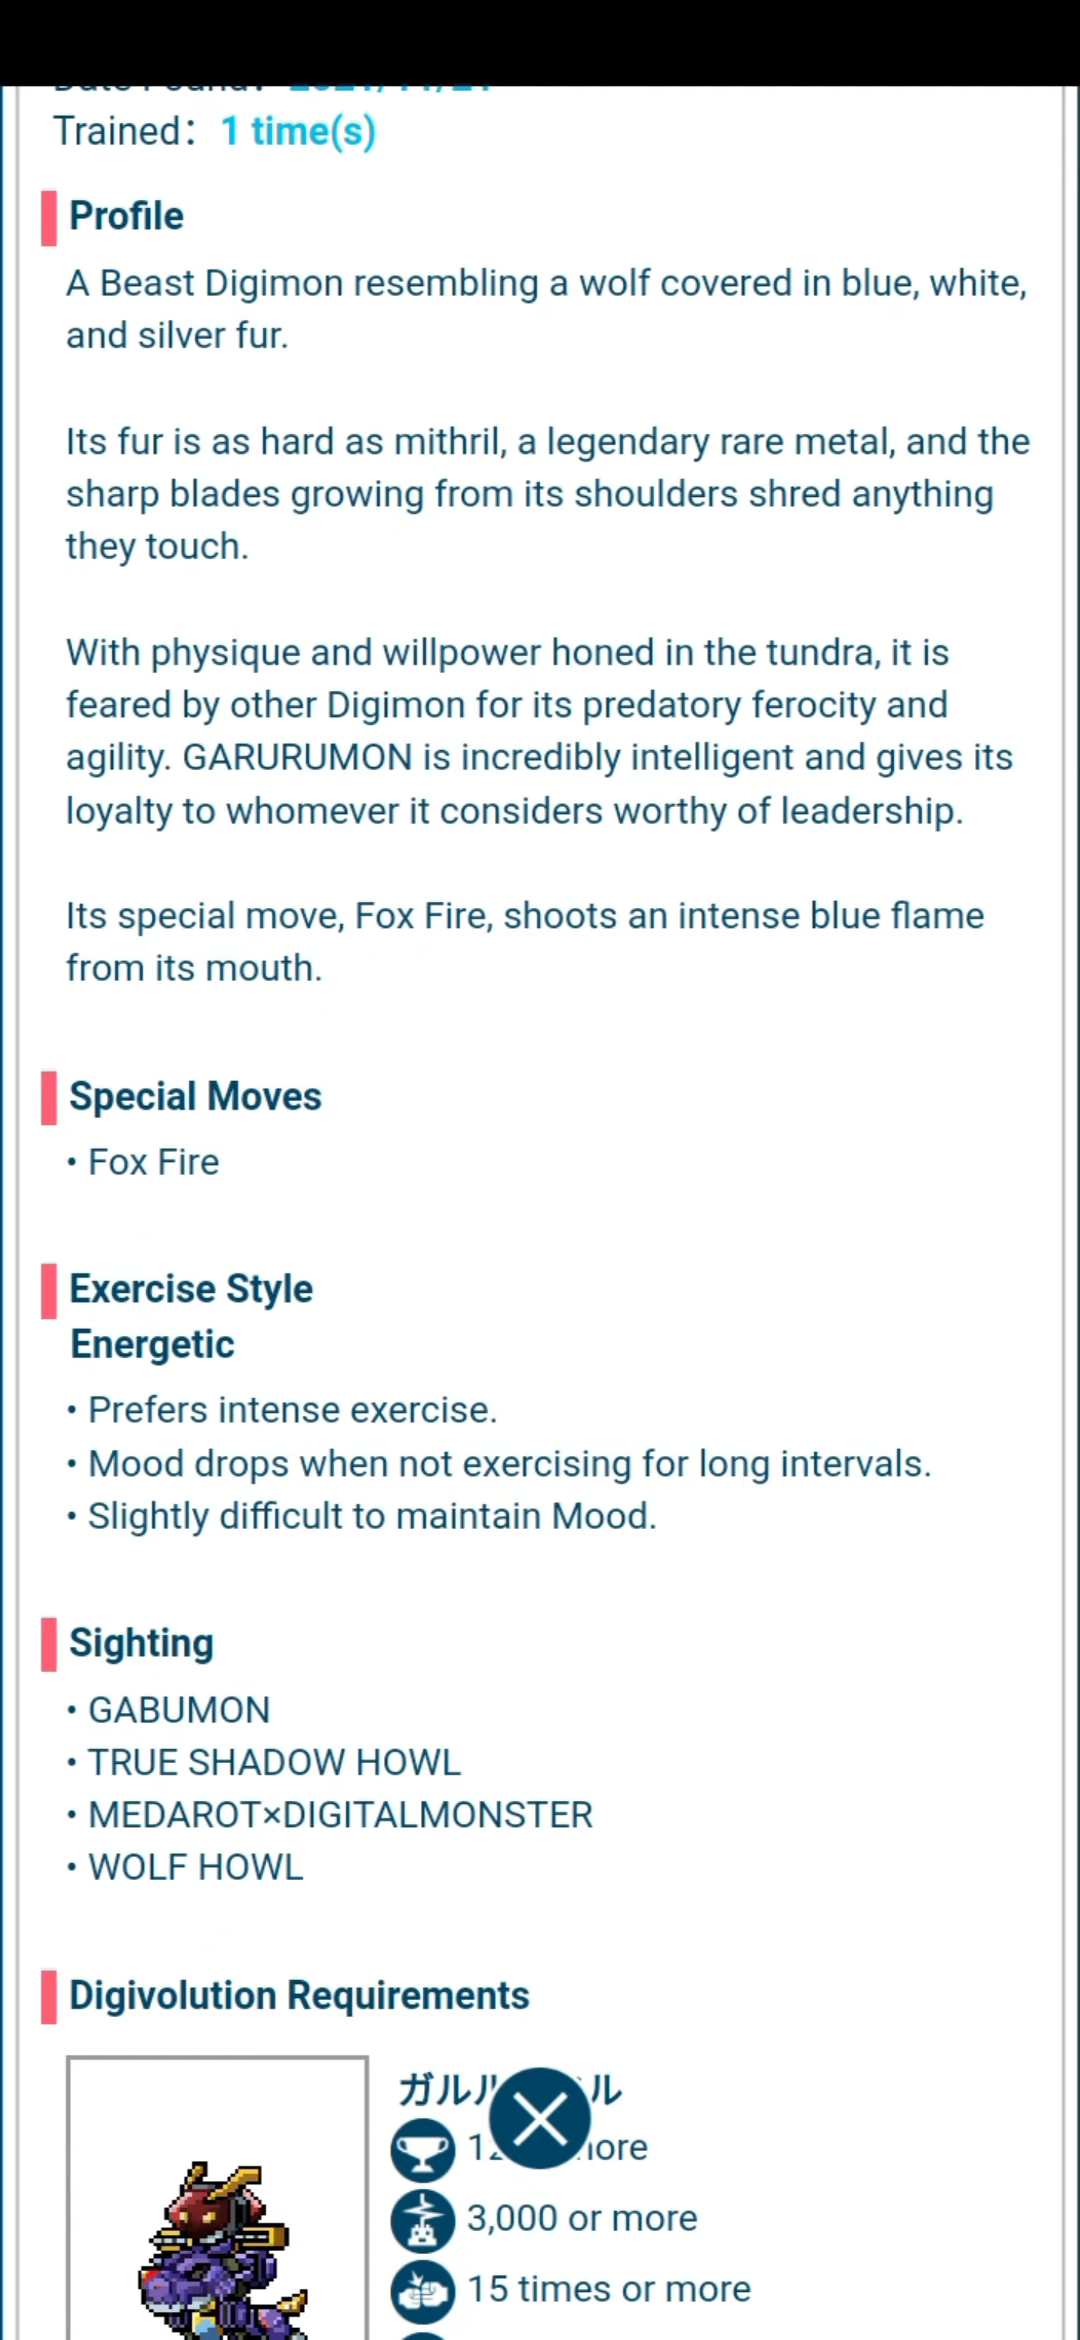 Trained： 1 time(s)
Profile
A Beast Digimon resembling a wolf covered in blue, white,
and silver fur.
Its fur is as hard as mithril, a legendary rare metal, and the
sharp blades growing from its shoulders shred anything
they touch.
With physique and willpower honed in the tundra, it is
feared by other Digimon for its predatory ferocity and
agility. GARURUMON is incredibly intelligent and gives its
loyalty to whomever it considers worthy of leadership.
Its special move, Fox Fire, shoots an intense blue flame
from its mouth.
Special Moves
• Fox Fire
Exercise Style
Energetic
• Prefers intense exercise.
• Mood drops when not exercising for long intervals.
• Slightly difficult to maintain Mood.
Sighting
• GABUMON
• TRUE SHADOW HOWL
• MEDAROT×DIGITALMONSTER
• WOLF HOWL
Digivolution Requirements
3,000 or more
15 times or more